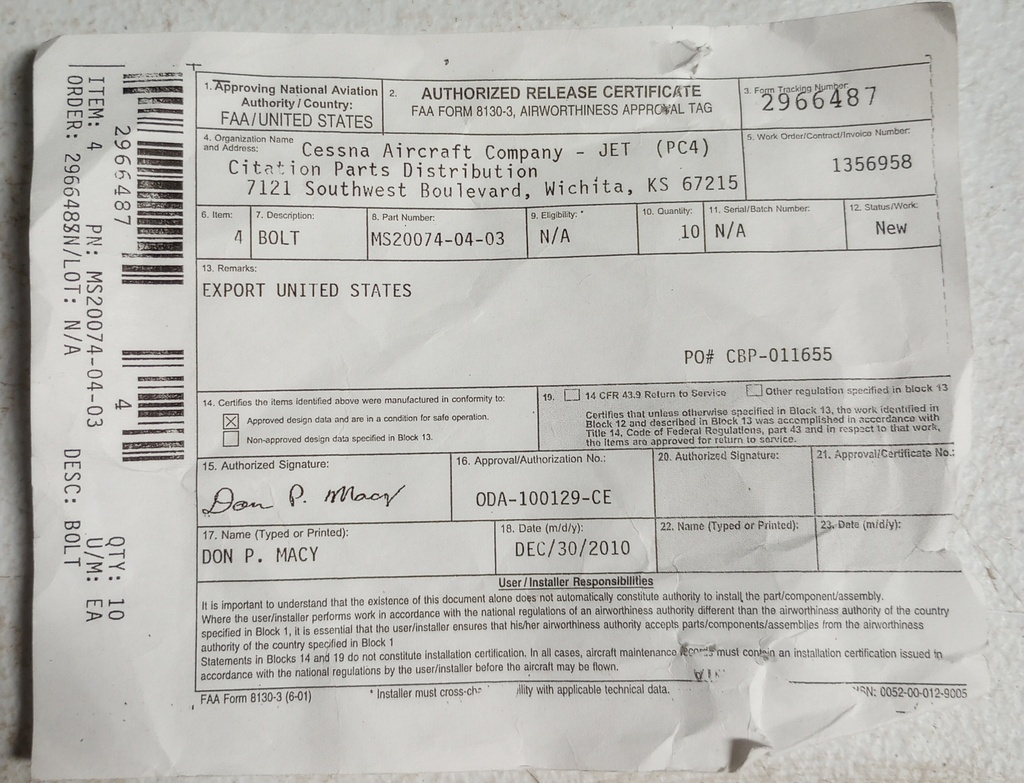 ITEM: 4 PN: MS20074-04-03 DESC: BOLT QTY: 10
ORDER: 2966488N/LOT: N/A U/M: EA
2966487
4
1. Approving National Aviation Authority / Country:
FAA/UNITED STATES
2. AUTHORIZED RELEASE CERTIFICATE
FAA FORM 8130-3, AIRWORTHINESS APPROVAL TAG
3. Form Tracking Number:
2966487
4. Organization Name and Address: Cessna Aircraft Company - JET (PC4)
Citation Parts Distribution
7121 Southwest Boulevard, Wichita, KS 67215
5. Work Order/Contract/Invoice Number:
1356958
6. Item:
4
7. Description:
BOLT
8. Part Number:
MS20074-04-03
9. Eligibility: *
N/A
10. Quantity:
10
11. Serial/Batch Number:
N/A
12. Status/Work:
New
13. Remarks:
EXPORT UNITED STATES
PO# CBP-011655
14. Certifies the items identified above were manufactured in conformity to:
Approved design data and are in a condition for safe operation.
Non-approved design data specified in Block 13.
19. 14 CFR 43.9 Return to Service Other regulation specified in block 13
Certifies that unless otherwise specified in Block 13, the work identified in
Block 12 and described in Block 13 was accomplished in accordance with
Title 14, Code of Federal Regulations, part 43 and in respect to that work,
the items are approved for return to service.
15. Authorized Signature:
Don P. Macy
16. Approval/Authorization No.:
ODA-100129-CE
20. Authorized Signature:
21. Approval/Certificate No.:
17. Name (Typed or Printed):
DON P. MACY
18. Date (m/d/y):
DEC/30/2010
22. Name (Typed or Printed):
23. Date (m/d/y):
User / Installer Responsibilities
It is important to understand that the existence of this document alone does not automatically constitute authority to install the part/component/assembly.
Where the user/installer performs work in accordance with the national regulations of an airworthiness authority different than the airworthiness authority of the country
specified in Block 1, it is essential that the user/installer ensures that his/her airworthiness authority accepts parts/components/assemblies from the airworthiness
authority of the country specified in Block 1
Statements in Blocks 14 and 19 do not constitute installation certification. In all cases, aircraft maintenance records must contain an installation certification issued in
accordance with the national regulations by the user/installer before the aircraft may be flown.
FAA Form 8130-3 (6-01)
* Installer must with applicable technical data.
0052-00-012-9005